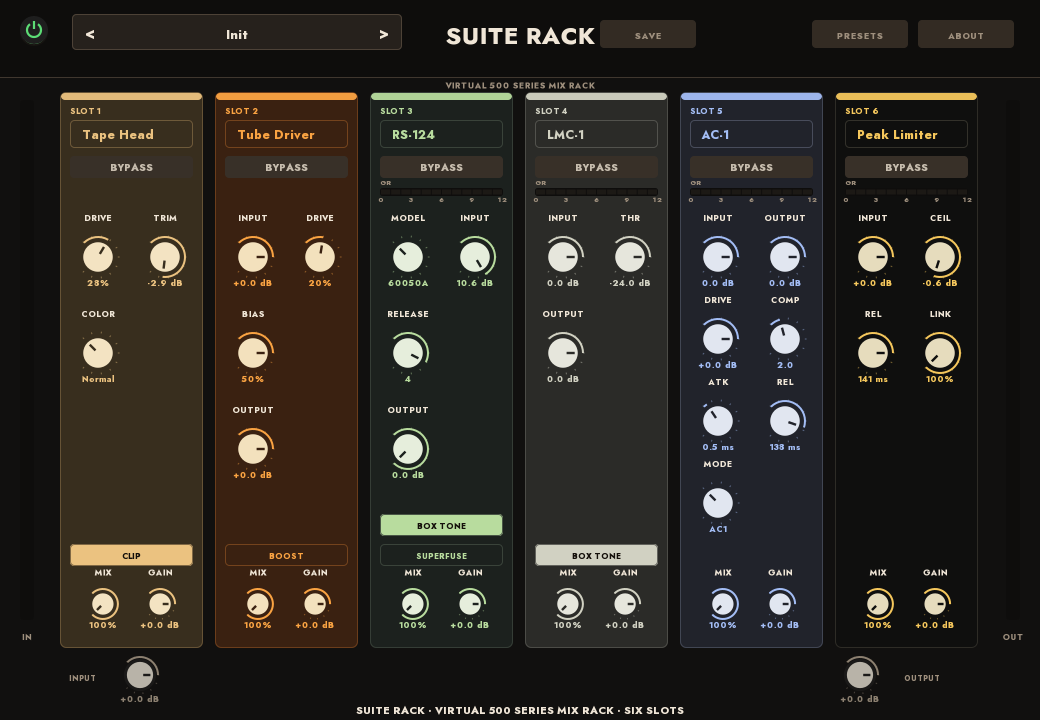 < Init >
SUITE RACK
SAVE
PRESETS
ABOUT
VIRTUAL 500 SERIES MIX RACK
SLOT 1
Tape Head
BYPASS
DRIVE TRIM
28% -2.9 dB
COLOR
Normal
CLIP
MIX GAIN
100% +0.0 dB
SLOT 2
Tube Driver
BYPASS
INPUT DRIVE
+0.0 dB 20%
BIAS
50%
OUTPUT
+0.0 dB
BOOST
MIX GAIN
100% +0.0 dB
SLOT 3
RS-124
BYPASS
GR
0 3 6 9 12
MODEL INPUT
60050A 10.6 dB
RELEASE
4
OUTPUT
0.0 dB
BOX TONE
SUPERFUSE
MIX GAIN
100% +0.0 dB
SLOT 4
LMC-1
BYPASS
GR
0 3 6 9 12
INPUT THR
0.0 dB -24.0 dB
OUTPUT
0.0 dB
BOX TONE
MIX GAIN
100% +0.0 dB
SLOT 5
AC-1
BYPASS
GR
0 3 6 9 12
INPUT OUTPUT
0.0 dB 0.0 dB
DRIVE COMP
+0.0 dB 2.0
ATK REL
0.5 ms 138 ms
MODE
AC1
MIX GAIN
100% +0.0 dB
SLOT 6
Peak Limiter
BYPASS
GR
0 3 6 9 12
INPUT CEIL
+0.0 dB -0.6 dB
REL LINK
141 ms 100%
MIX GAIN
100% +0.0 dB
IN
OUT
INPUT
+0.0 dB
OUTPUT
+0.0 dB
SUITE RACK · VIRTUAL 500 SERIES MIX RACK · SIX SLOTS